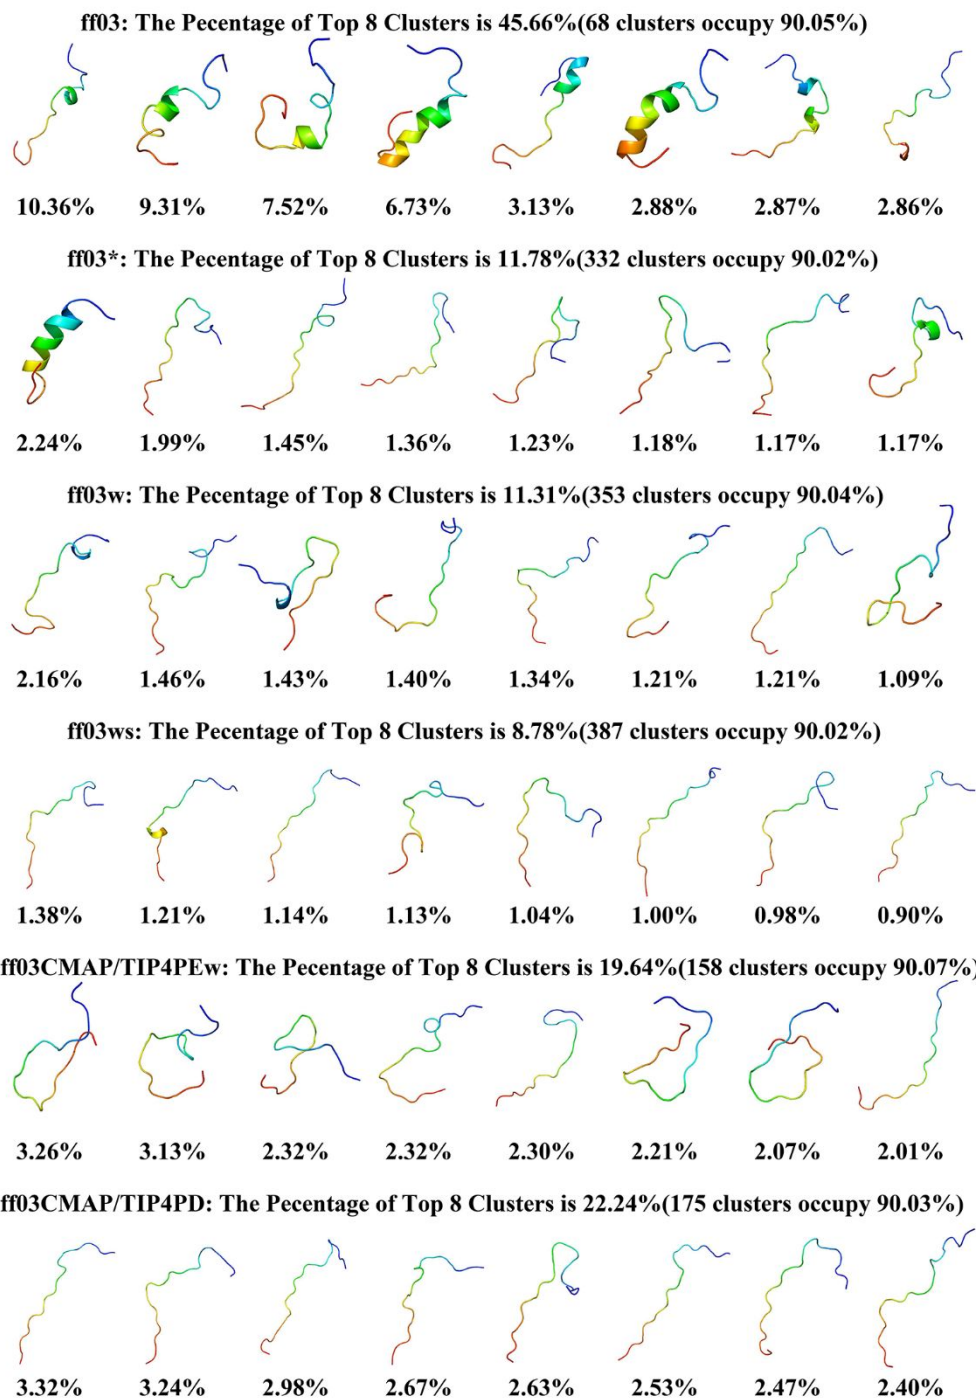 ff03: The Pecentage of Top 8 Clusters is 45.66%(68 clusters occupy 90.05%)
10.36% 9.31% 7.52% 6.73% 3.13% 2.88% 2.87% 2.86%
ff03*: The Pecentage of Top 8 Clusters is 11.78%(332 clusters occupy 90.02%)
2.24% 1.99% 1.45% 1.36% 1.23% 1.18% 1.17% 1.17%
ff03w: The Pecentage of Top 8 Clusters is 11.31%(353 clusters occupy 90.04%)
2.16% 1.46% 1.43% 1.40% 1.34% 1.21% 1.21% 1.09%
ff03ws: The Pecentage of Top 8 Clusters is 8.78%(387 clusters occupy 90.02%)
1.38% 1.21% 1.14% 1.13% 1.04% 1.00% 0.98% 0.90%
ff03CMAP/TIP4PEw: The Pecentage of Top 8 Clusters is 19.64%(158 clusters occupy 90.07%)
3.26% 3.13% 2.32% 2.32% 2.30% 2.21% 2.07% 2.01%
ff03CMAP/TIP4PD: The Pecentage of Top 8 Clusters is 22.24%(175 clusters occupy 90.03%)
3.32% 3.24% 2.98% 2.67% 2.63% 2.53% 2.47% 2.40%